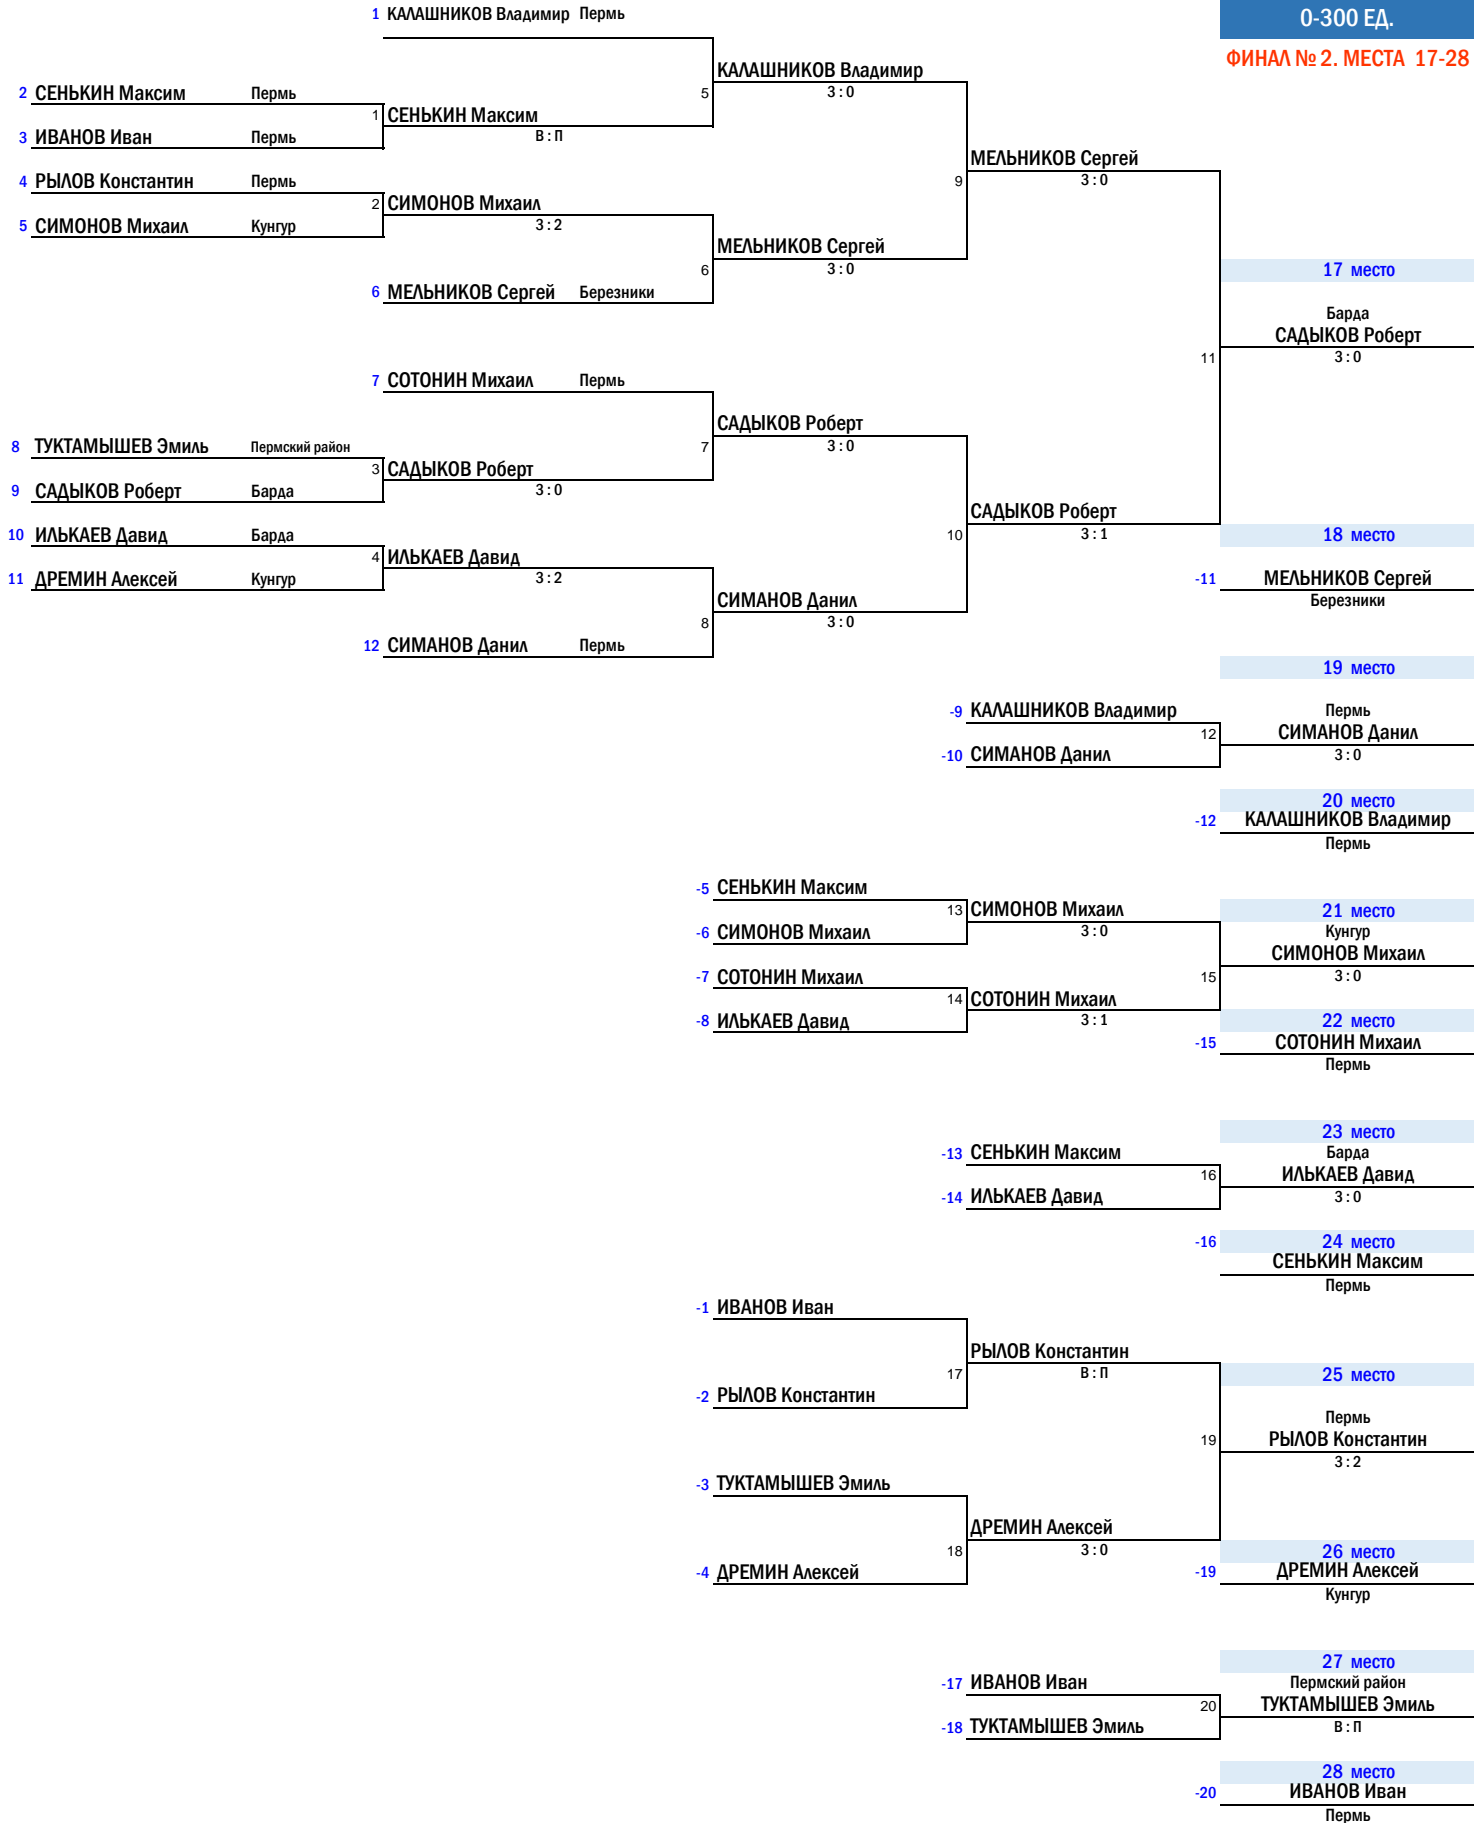 0-300 ЕД.
ФИНАЛ № 2. МЕСТА 17-28
1 КАЛАШНИКОВ Владимир Пермь
КАЛАШНИКОВ Владимир
5 3 : 0
2 СЕНЬКИН Максим Пермь
1 СЕНЬКИН Максим
В : П
3 ИВАНОВ Иван Пермь
МЕЛЬНИКОВ Сергей
9 3 : 0
4 РЫЛОВ Константин Пермь
2 СИМОНОВ Михаил
3 : 2
5 СИМОНОВ Михаил Кунгур
МЕЛЬНИКОВ Сергей
6 3 : 0
17 место
6 МЕЛЬНИКОВ Сергей Березники
Барда
САДЫКОВ Роберт
11 3 : 0
7 СОТОНИН Михаил Пермь
САДЫКОВ Роберт
7 3 : 0
8 ТУКТАМЫШЕВ Эмиль Пермский район
3 САДЫКОВ Роберт
3 : 0
9 САДЫКОВ Роберт Барда
САДЫКОВ Роберт
10 3 : 1
18 место
10 ИЛЬКАЕВ Давид Барда
4 ИЛЬКАЕВ Давид
3 : 2
11 ДРЕМИН Алексей Кунгур
-11 МЕЛЬНИКОВ Сергей
Березники
СИМАНОВ Данил
8 3 : 0
12 СИМАНОВ Данил Пермь
19 место
-9 КАЛАШНИКОВ Владимир Пермь
12 СИМАНОВ Данил
-10 СИМАНОВ Данил 3 : 0
20 место
-12 КАЛАШНИКОВ Владимир
Пермь
-5 СЕНЬКИН Максим
13 СИМОНОВ Михаил 21 место
-6 СИМОНОВ Михаил 3 : 0 Кунгур
СИМОНОВ Михаил
-7 СОТОНИН Михаил 15 3 : 0
14 СОТОНИН Михаил
-8 ИЛЬКАЕВ Давид 3 : 1 22 место
-15 СОТОНИН Михаил
Пермь
23 место
-13 СЕНЬКИН Максим Барда
16 ИЛЬКАЕВ Давид
-14 ИЛЬКАЕВ Давид 3 : 0
-16 24 место
СЕНЬКИН Максим
Пермь
-1 ИВАНОВ Иван
РЫЛОВ Константин
17 В : П 25 место
-2 РЫЛОВ Константин
Пермь
19 РЫЛОВ Константин
3 : 2
-3 ТУКТАМЫШЕВ Эмиль
ДРЕМИН Алексей
18 3 : 0 26 место
-4 ДРЕМИН Алексей -19 ДРЕМИН Алексей
Кунгур
27 место
-17 ИВАНОВ Иван Пермский район
20 ТУКТАМЫШЕВ Эмиль
-18 ТУКТАМЫШЕВ Эмиль В : П
28 место
-20 ИВАНОВ Иван
Пермь